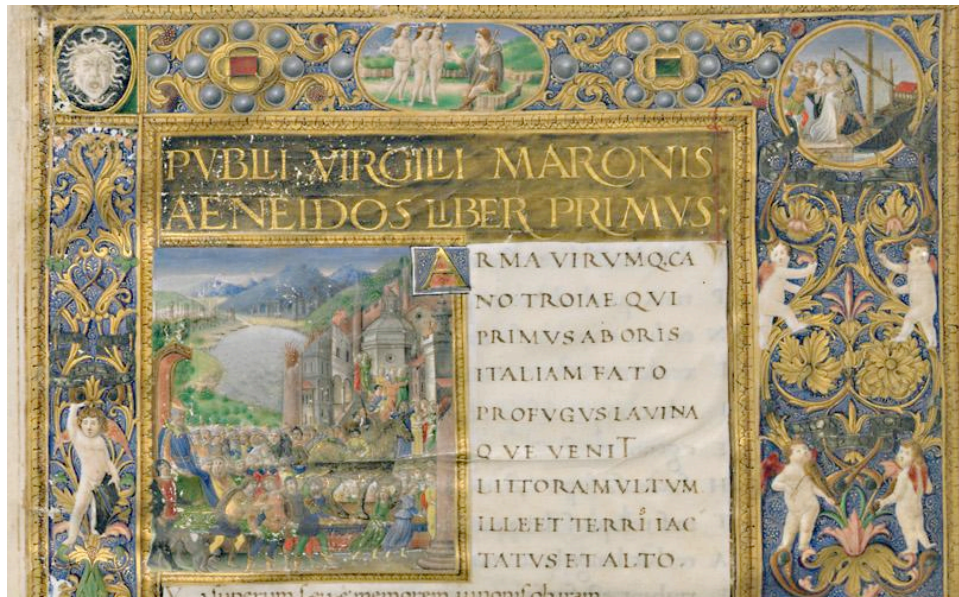 PVBLII VIRGILII MARONIS
AENEIDOS LIBER PRIMVS
ARMA VIRVMQ CA
NO TROIAE QVI
PRIMVS AB ORIS
ITALIAM FATO
PROFVGVS LAVINA
QVE VENIT
LITTORA MVLTVM
ILLE ET TERRIS IAC
TATVS ET ALTO